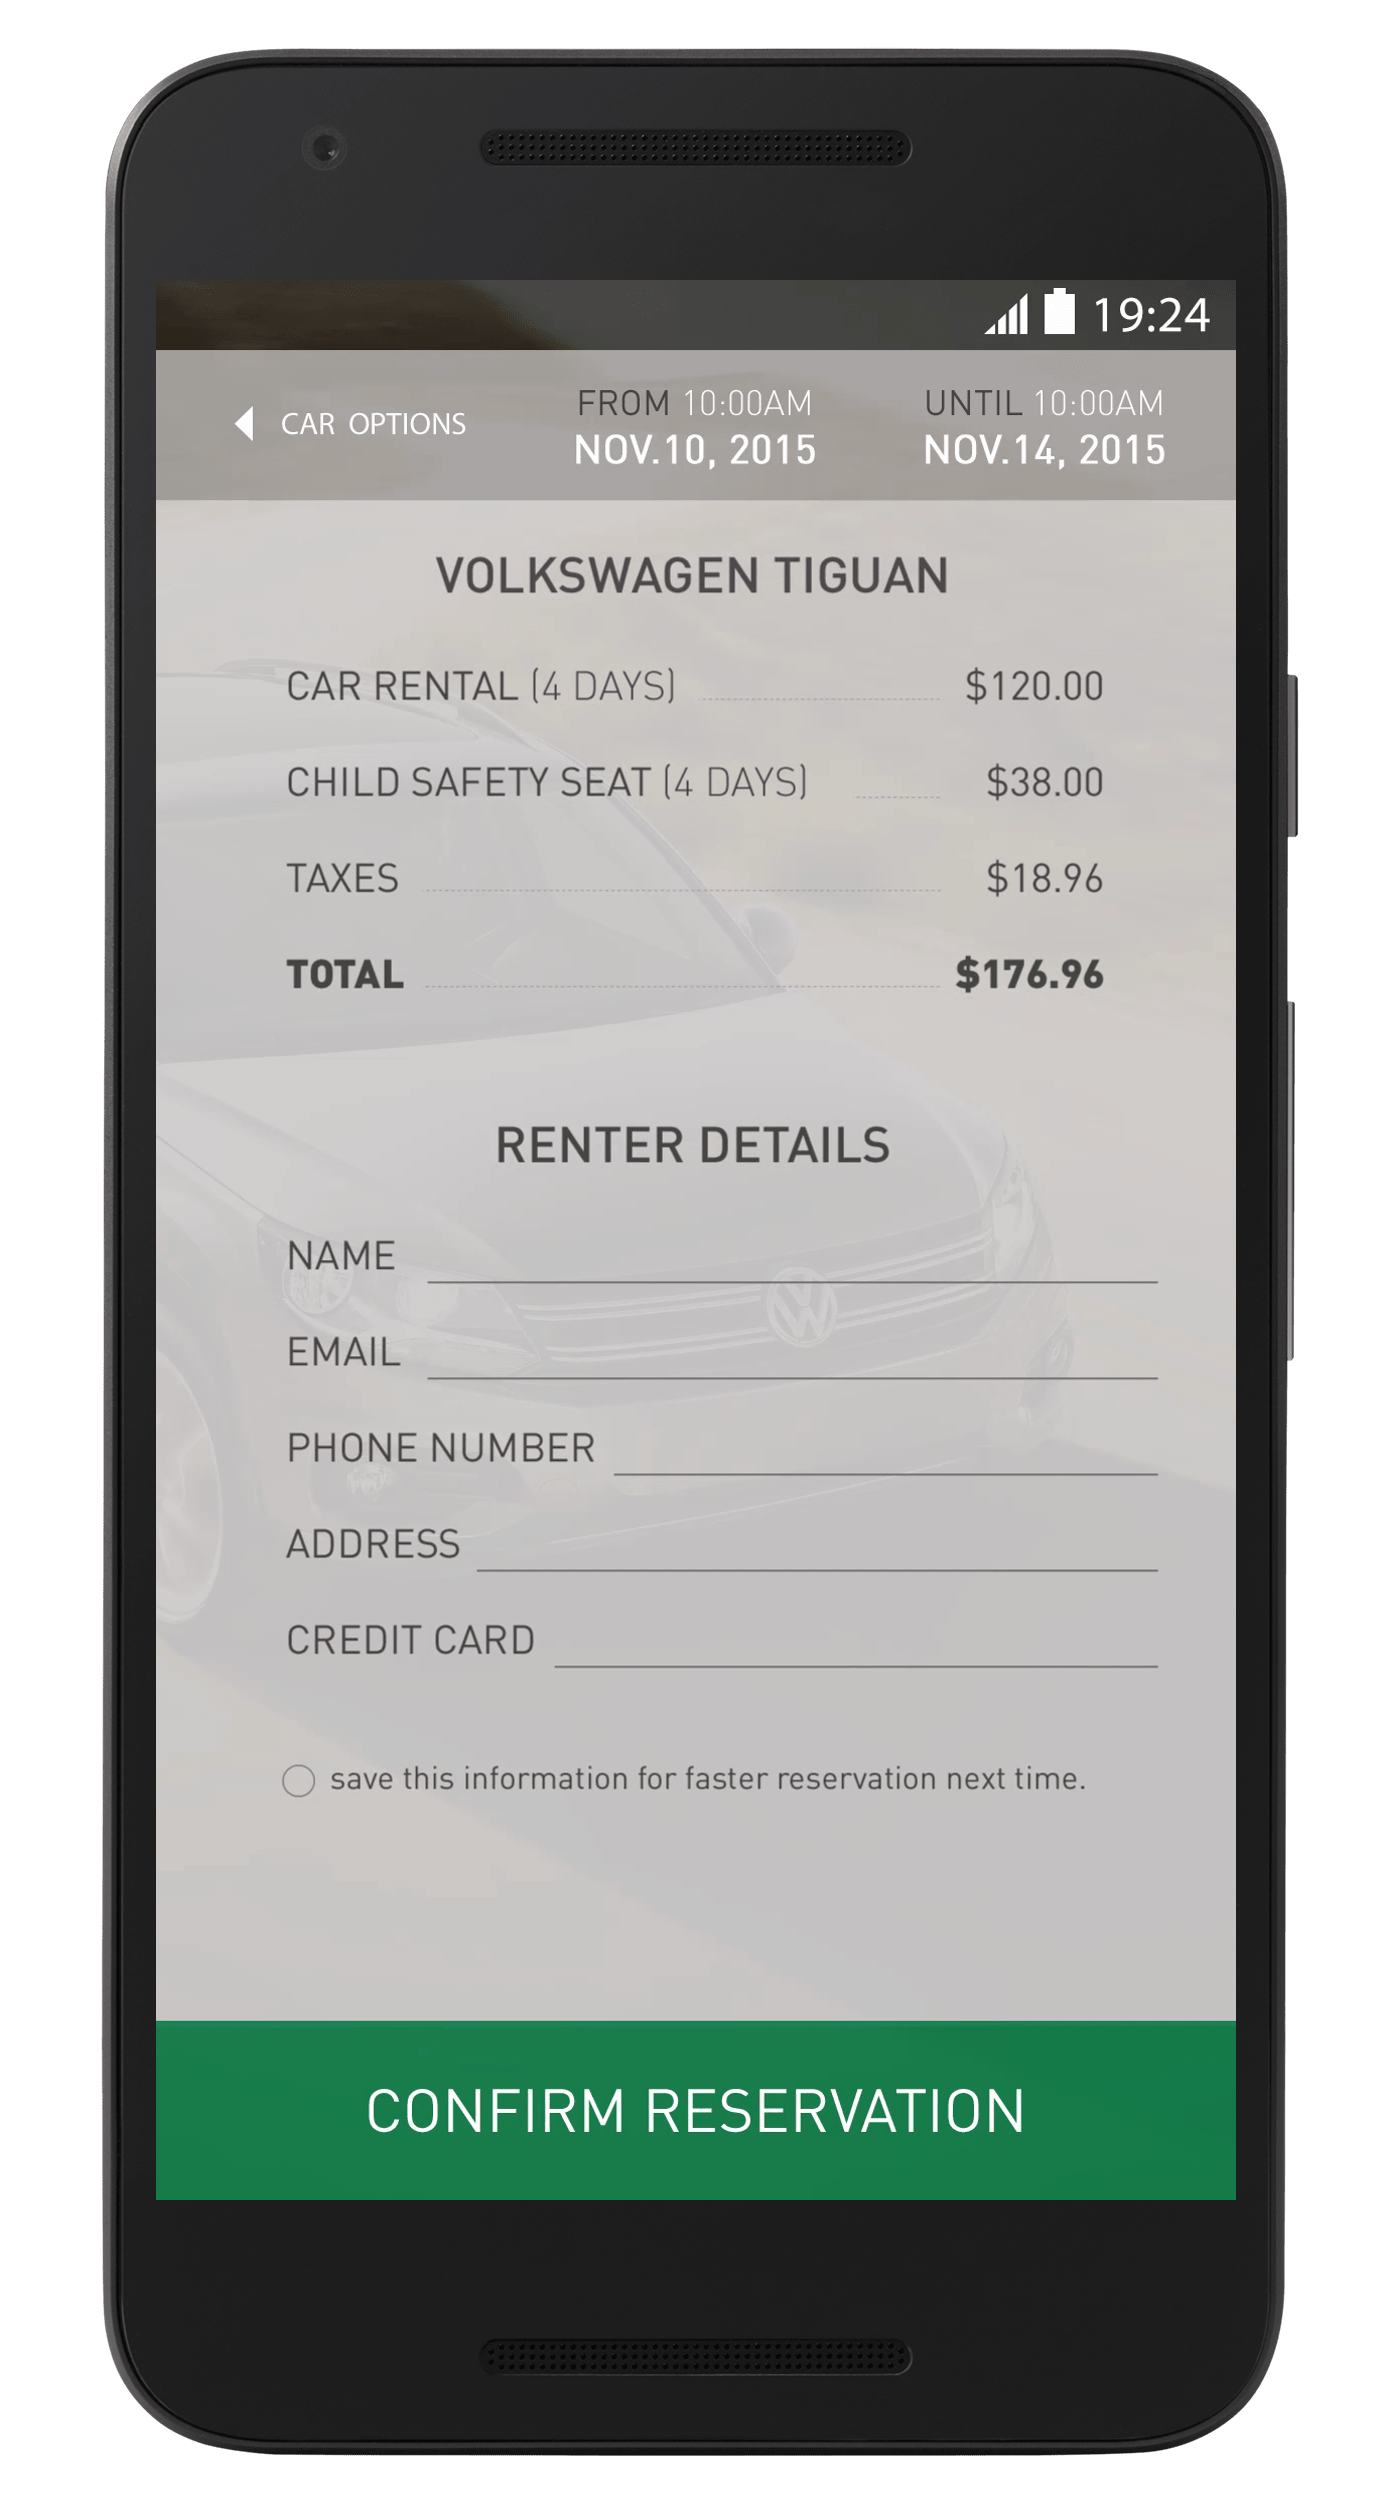 19:24
CAR OPTIONS
FROM 10:00AM
NOV.10, 2015
UNTIL 10:00AM
NOV.14, 2015
VOLKSWAGEN TIGUAN
CAR RENTAL (4 DAYS) $120.00
CHILD SAFETY SEAT (4 DAYS) $38.00
TAXES $18.96
TOTAL $176.96
RENTER DETAILS
NAME
EMAIL
PHONE NUMBER
ADDRESS
CREDIT CARD
save this information for faster reservation next time.
CONFIRM RESERVATION